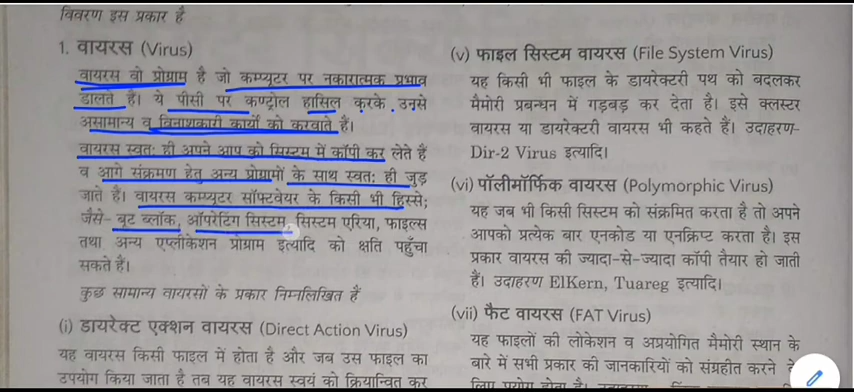 विवरण इस प्रकार है
1. वायरस (Virus)
वायरस वो प्रोग्राम है जो कम्प्यूटर पर नकारात्मक प्रभाव
डालते है। ये पीसी पर कण्ट्रोल हासिल करके उनसे
असामान्य व विनाशकारी कार्यों को करवाते हैं।
वायरस स्वतः ही अपने आप को सिस्टम में कॉपी कर लेते हैं
व आगे संक्रमण हेतु अन्य प्रोग्रामों के साथ स्वतः ही जुड़
जाते हैं। वायरस कम्प्यूटर सॉफ्टवेयर के किसी भी हिस्से;
जैसे- बूट ब्लॉक, ऑपरेटिंग सिस्टम, सिस्टम एरिया, फाइल्स
तथा अन्य एप्लीकेशन प्रोग्राम इत्यादि को क्षति पहुँचा
सकते हैं।
कुछ सामान्य वायरसों के प्रकार निम्नलिखित हैं
(i) डायरेक्ट एक्शन वायरस (Direct Action Virus)
यह वायरस किसी फाइल में होता है और जब उस फाइल का
उपयोग किया जाता है तब यह वायरस स्वयं को क्रियान्वित कर
(v) फाइल सिस्टम वायरस (File System Virus)
यह किसी भी फाइल के डायरेक्टरी पथ को बदलकर
मैमोरी प्रबन्धन में गड़बड़ कर देता है। इसे क्लस्टर
वायरस या डायरेक्टरी वायरस भी कहते हैं। उदाहरण-
Dir-2 Virus इत्यादि।
(vi) पॉलीमॉर्फिक वायरस (Polymorphic Virus)
यह जब भी किसी सिस्टम को संक्रमित करता है तो अपने
आपको प्रत्येक बार एनकोड या एनक्रिप्ट करता है। इस
प्रकार वायरस की ज्यादा-से-ज्यादा कॉपी तैयार हो जाती
हैं। उदाहरण ElKern, Tuareg इत्यादि।
(vii) फैट वायरस (FAT Virus)
यह फाइलों की लोकेशन व अप्रयोगित मैमोरी स्थान के
बारे में सभी प्रकार की जानकारियों को संग्रहीत करने
लिए प्रयोग होता है।